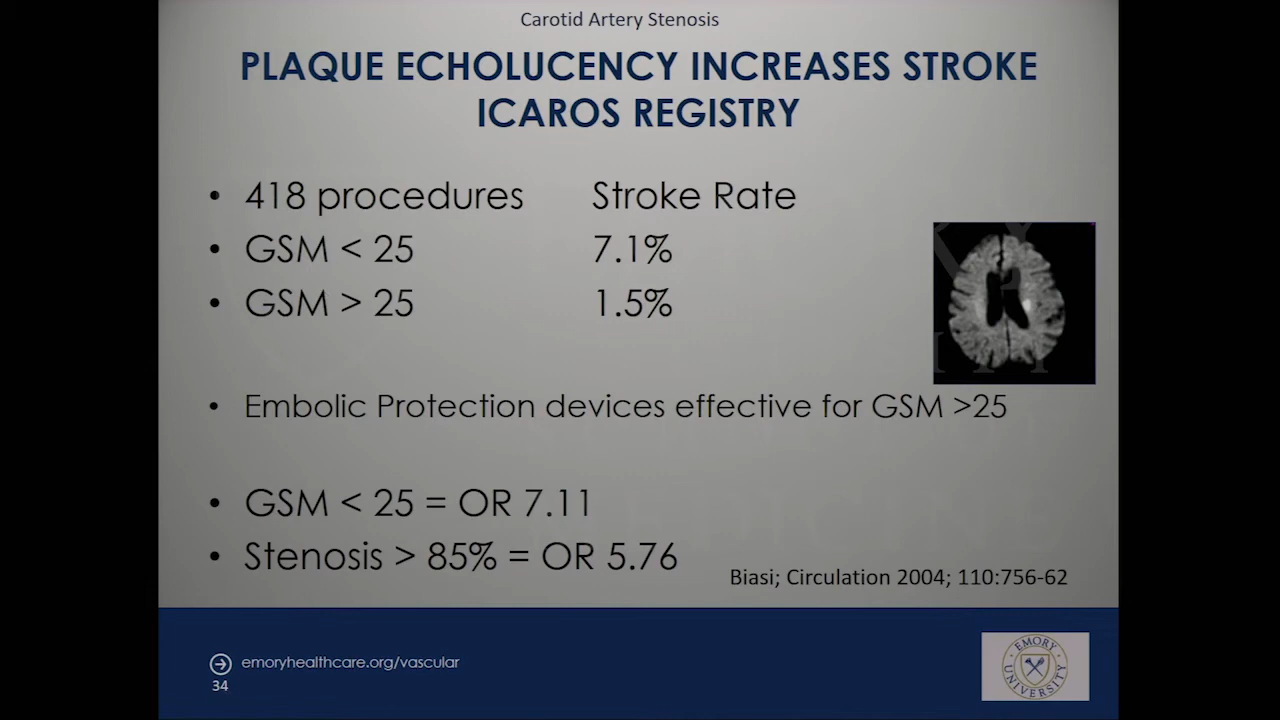 Carotid Artery Stenosis
PLAQUE ECHOLUCENCY INCREASES STROKE
ICAROS REGISTRY
• 418 procedures Stroke Rate
• GSM < 25 7.1%
• GSM > 25 1.5%
• Embolic Protection devices effective for GSM >25
• GSM < 25 = OR 7.11
• Stenosis > 85% = OR 5.76
Biasi; Circulation 2004; 110:756-62
emoryhealthcare.org/vascular
34
EMORY
UNIVERSITY